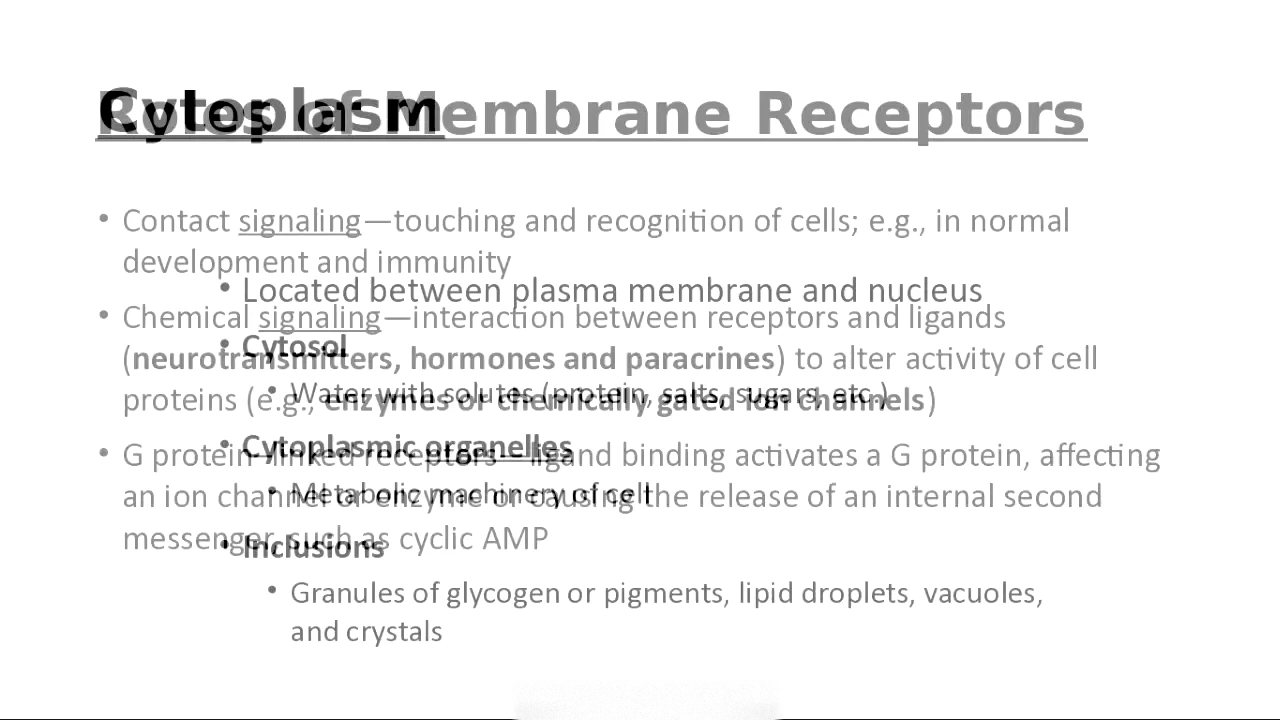 Roles of Membrane Receptors
• Contact signaling—touching and recognition of cells; e.g., in normal
development and immunity
• Chemical signaling—interaction between receptors and ligands
(neurotransmitters, hormones and paracrines) to alter activity of cell
proteins (e.g., enzymes or chemically gated ion channels)
• G protein–linked receptors—ligand binding activates a G protein, affecting
an ion channel or enzyme or causing the release of an internal second
messenger, such as cyclic AMP
Cytoplasm
• Located between plasma membrane and nucleus
• Cytosol
• Water with solutes (protein, salts, sugars, etc.)
• Cytoplasmic organelles
• Metabolic machinery of cell
• Inclusions
• Granules of glycogen or pigments, lipid droplets, vacuoles,
and crystals